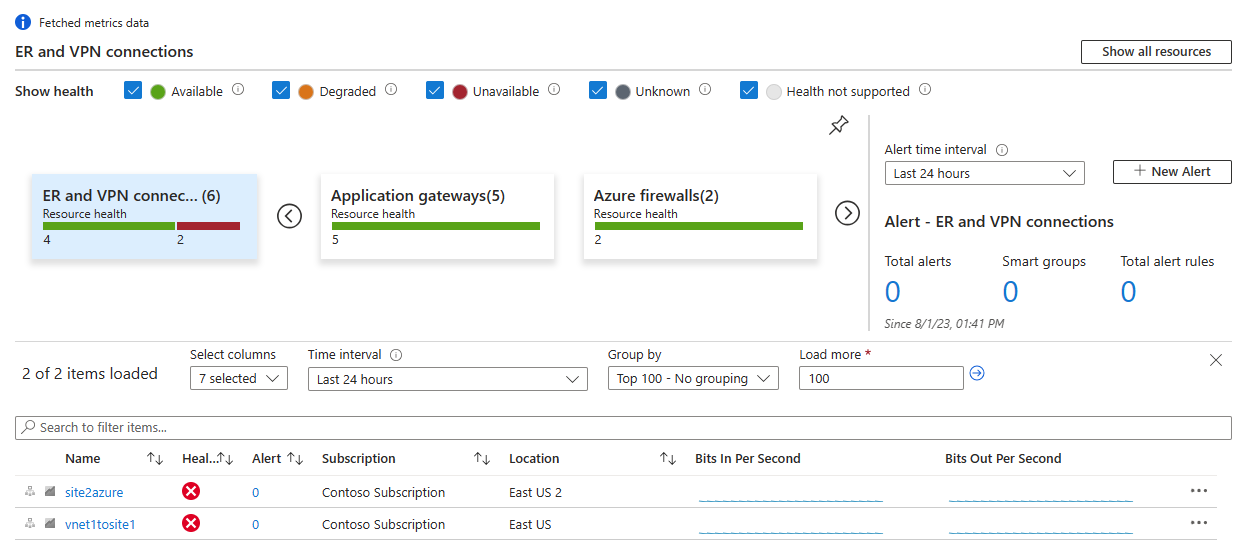 Fetched metrics data
ER and VPN connections
Show all resources
Show health Available Degraded Unavailable Unknown Health not supported
Alert time interval
Last 24 hours
New Alert
ER and VPN connec... (6)
Resource health
4 2
Application gateways(5)
Resource health
5
Azure firewalls(2)
Resource health
2
Alert - ER and VPN connections
Total alerts Smart groups Total alert rules
0 0 0
Since 8/1/23, 01:41 PM
2 of 2 items loaded
Select columns
7 selected
Time interval
Last 24 hours
Group by
Top 100 - No grouping
Load more *
100
Search to filter items...
Name Heal... Alert Subscription Location Bits In Per Second Bits Out Per Second
site2azure 0 Contoso Subscription East US 2
vnet1tosite1 0 Contoso Subscription East US